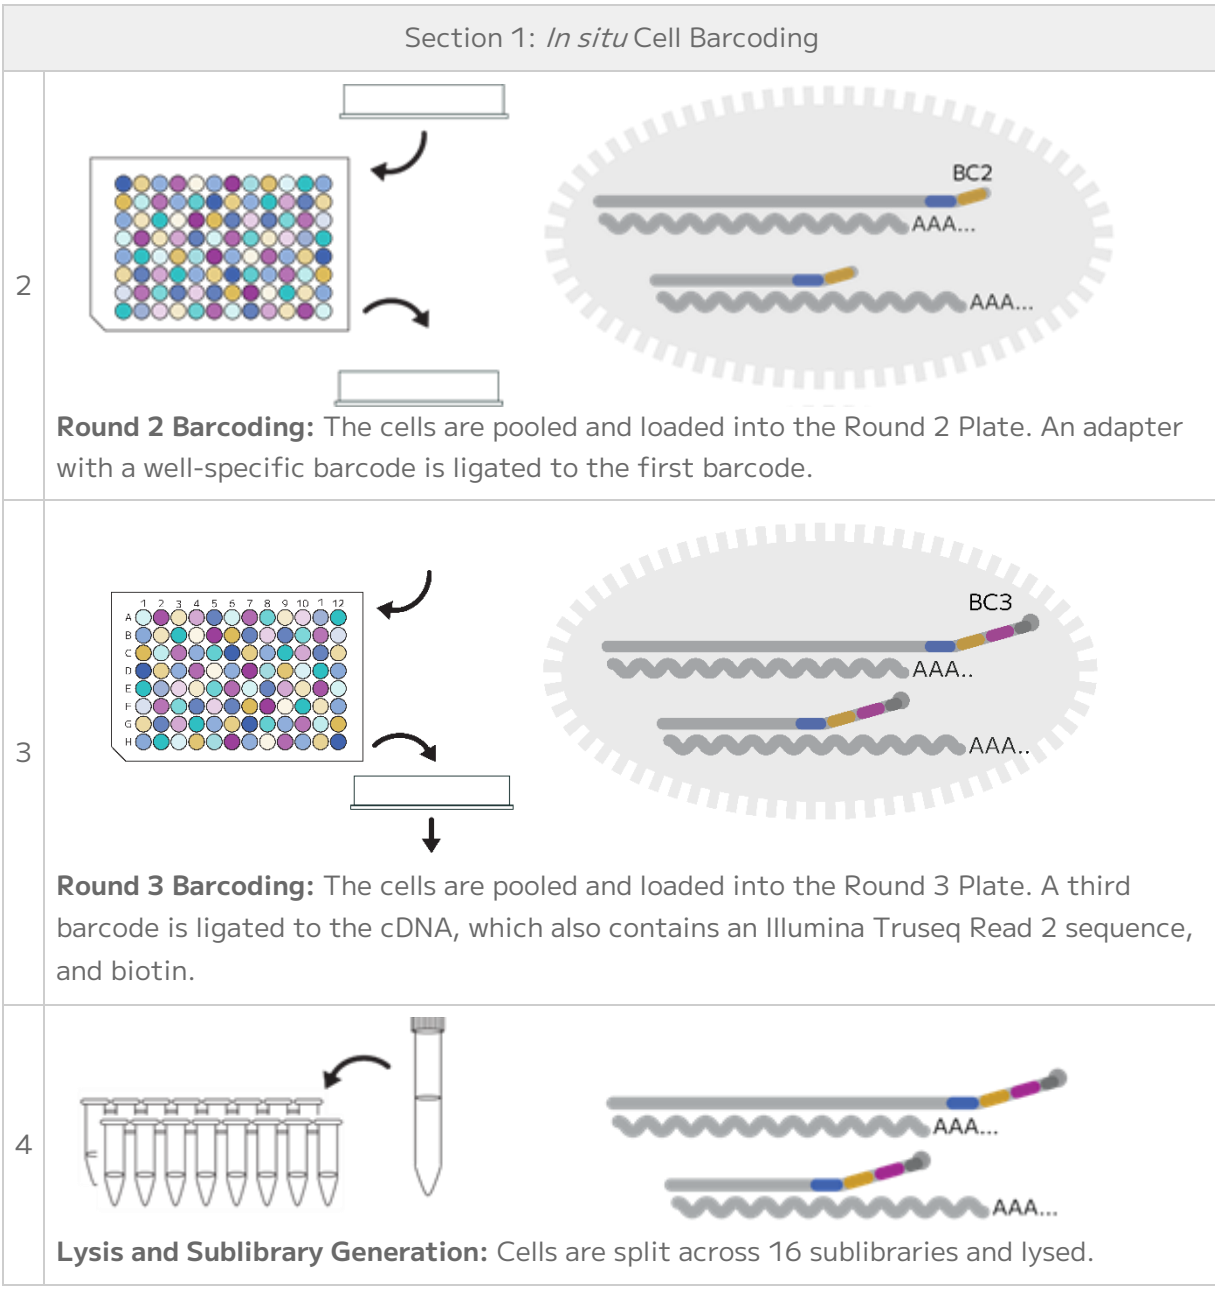 Section 1: In situ Cell Barcoding
2
BC2
AAA...
AAA...
Round 2 Barcoding: The cells are pooled and loaded into the Round 2 Plate. An adapter
with a well-specific barcode is ligated to the first barcode.
3
1 2 3 4 5 6 7 8 9 10 1 12
A
B
C
D
E
F
G
H
BC3
AAA..
AAA..
Round 3 Barcoding: The cells are pooled and loaded into the Round 3 Plate. A third
barcode is ligated to the cDNA, which also contains an Illumina Truseq Read 2 sequence,
and biotin.
4
AAA...
AAA...
Lysis and Sublibrary Generation: Cells are split across 16 sublibraries and lysed.